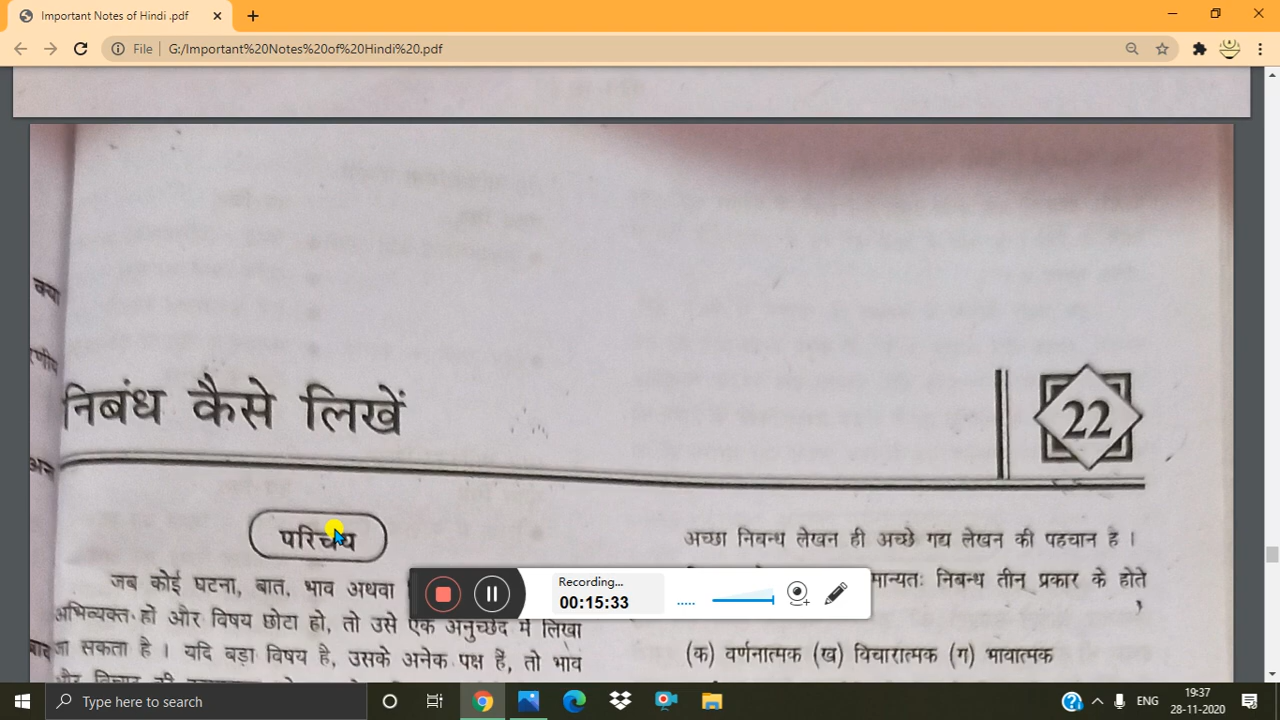 Important Notes of Hindi .pdf
File
G:/Important%20Notes%20of%20Hindi%20.pdf
क्या
रणीय
निबंध कैसे लिखें
22
अन
परिचय
जब कोई घटना, बात, भाव अथवा
अभिव्यक्त हों और विषय छोटा हो, तो उसे एक अनुच्छेद में लिखा
बाद जा सकता है । यदि बड़ा विषय है, उसके अनेक पक्ष हैं, तो भाव
अच्छा निबन्ध लेखन ही अच्छे गद्य लेखन की पहचान है ।
मान्यतः निबन्ध तीन प्रकार के होते
(क) वर्णनात्मक (ख) विचारात्मक (ग) भावात्मक
Recording...
00:15:33
Type here to search
ENG
19:37
28-11-2020